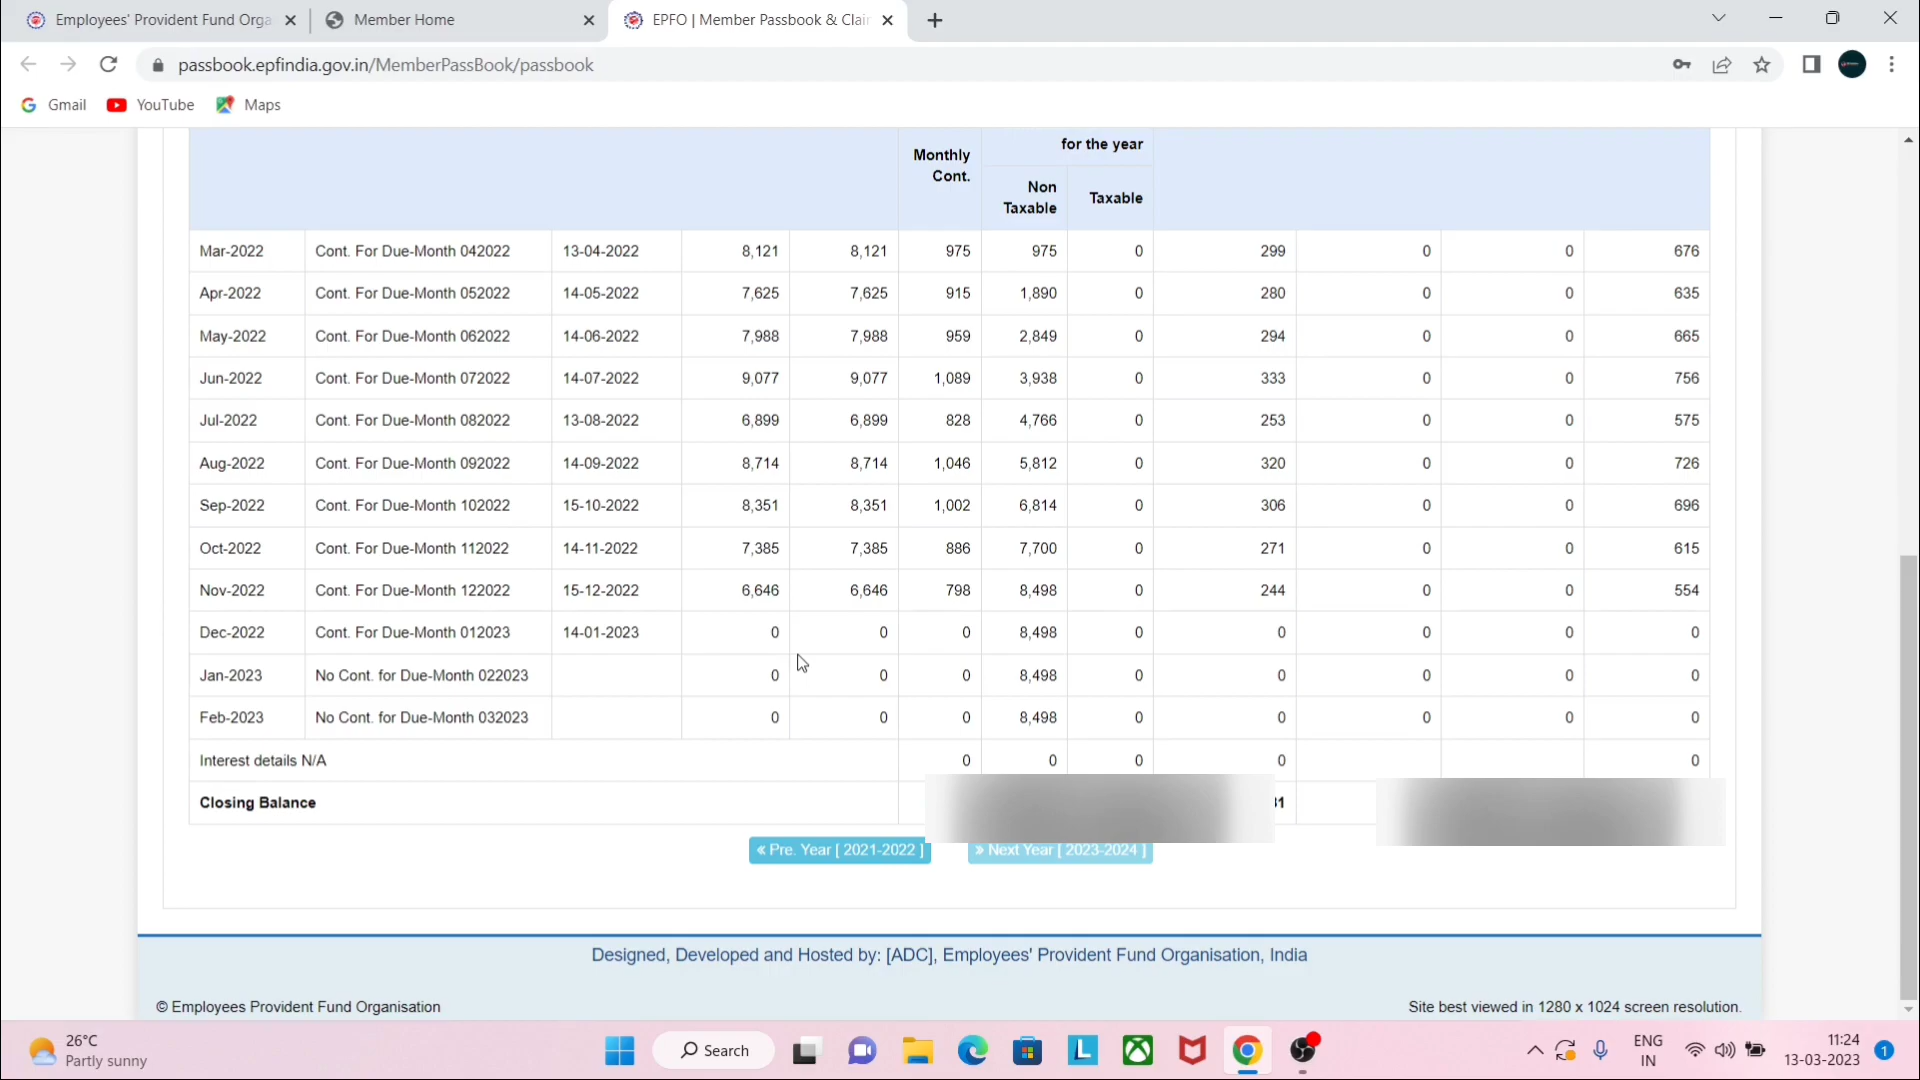 Employees' Provident Fund Orga
Member Home
EPFO | Member Passbook & Clai
passbook.epfindia.gov.in/MemberPassBook/passbook
Gmail YouTube Maps
Monthly Cont.
for the year
Non Taxable
Taxable
Mar-2022 Cont. For Due-Month 042022 13-04-2022 8,121 8,121 975 975 0 299 0 0 676
Apr-2022 Cont. For Due-Month 052022 14-05-2022 7,625 7,625 915 1,890 0 280 0 0 635
May-2022 Cont. For Due-Month 062022 14-06-2022 7,988 7,988 959 2,849 0 294 0 0 665
Jun-2022 Cont. For Due-Month 072022 14-07-2022 9,077 9,077 1,089 3,938 0 333 0 0 756
Jul-2022 Cont. For Due-Month 082022 13-08-2022 6,899 6,899 828 4,766 0 253 0 0 575
Aug-2022 Cont. For Due-Month 092022 14-09-2022 8,714 8,714 1,046 5,812 0 320 0 0 726
Sep-2022 Cont. For Due-Month 102022 15-10-2022 8,351 8,351 1,002 6,814 0 306 0 0 696
Oct-2022 Cont. For Due-Month 112022 14-11-2022 7,385 7,385 886 7,700 0 271 0 0 615
Nov-2022 Cont. For Due-Month 122022 15-12-2022 6,646 6,646 798 8,498 0 244 0 0 554
Dec-2022 Cont. For Due-Month 012023 14-01-2023 0 0 0 8,498 0 0 0 0 0
Jan-2023 No Cont. for Due-Month 022023 0 0 0 8,498 0 0 0 0 0
Feb-2023 No Cont. for Due-Month 032023 0 0 0 8,498 0 0 0 0 0
Interest details N/A 0 0 0 0 0
Closing Balance
« Pre. Year [ 2021-2022 ] » Next Year [ 2023-2024 ]
Designed, Developed and Hosted by: [ADC], Employees' Provident Fund Organisation, India
© Employees Provident Fund Organisation
Site best viewed in 1280 x 1024 screen resolution.
26°C
Partly sunny
Search
ENG
IN
11:24
13-03-2023
1